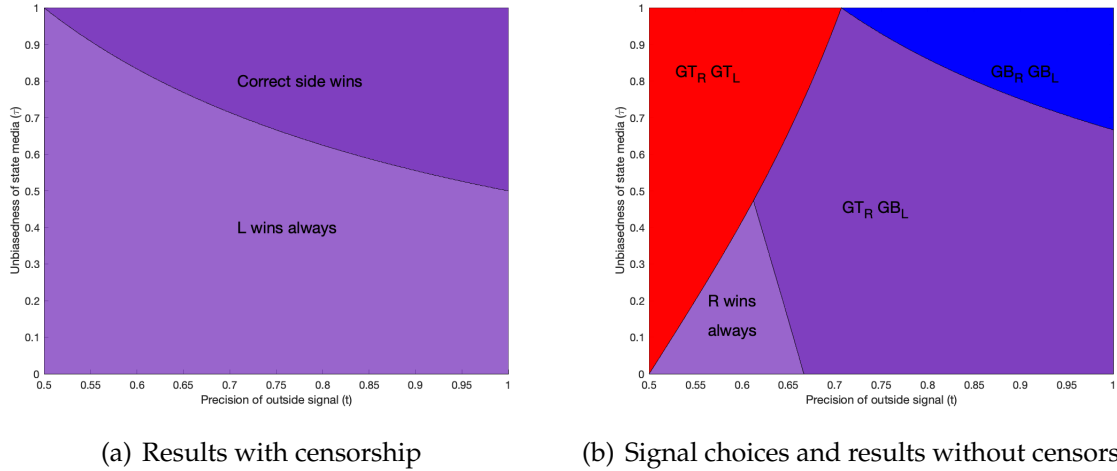 1
0.9
0.8
0.7
0.6
0.5
0.4
0.3
0.2
0.1
0
Unbiasedness of state media (τ)
Correct side wins
L wins always
0.5 0.55 0.6 0.65 0.7 0.75 0.8 0.85 0.9 0.95 1
Precision of outside signal (t)
(a) Results with censorship
1
0.9
0.8
0.7
0.6
0.5
0.4
0.3
0.2
0.1
0
Unbiasedness of state media (τ)
GT_R GT_L
GB_R GB_L
GT_R GB_L
R wins
always
0.5 0.55 0.6 0.65 0.7 0.75 0.8 0.85 0.9 0.95 1
Precision of outside signal (t)
(b) Signal choices and results without censors